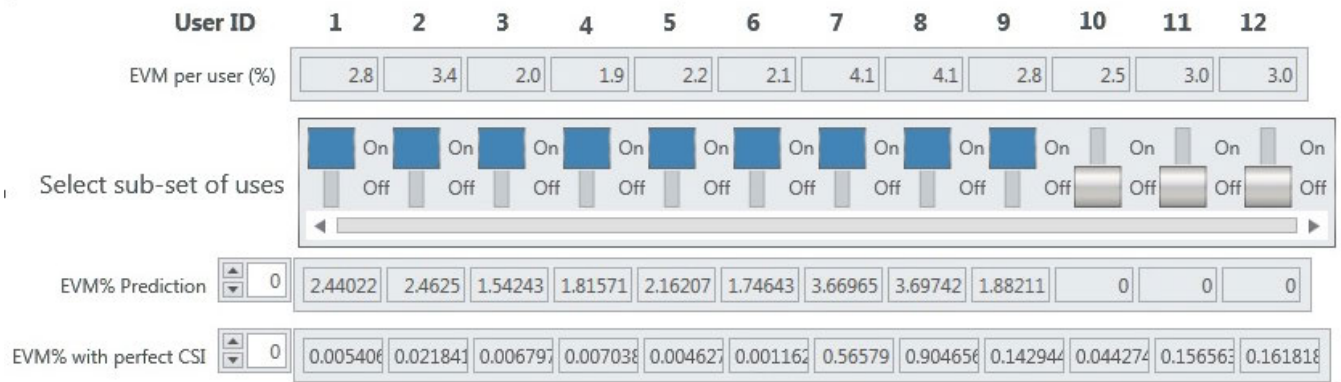 User ID 1 2 3 4 5 6 7 8 9 10 11 12
EVM per user (%) 2.8 3.4 2.0 1.9 2.2 2.1 4.1 4.1 2.8 2.5 3.0 3.0
On On On On On On On On On On On On
Select sub-set of uses Off Off Off Off Off Off Off Off Off Off Off Off
EVM% Prediction 0 2.44022 2.4625 1.54243 1.81571 2.16207 1.74643 3.66965 3.69742 1.88211 0 0 0
EVM% with perfect CSI 0 0.005406 0.021841 0.006797 0.007038 0.004627 0.001162 0.56579 0.904656 0.142944 0.044274 0.156563 0.161818